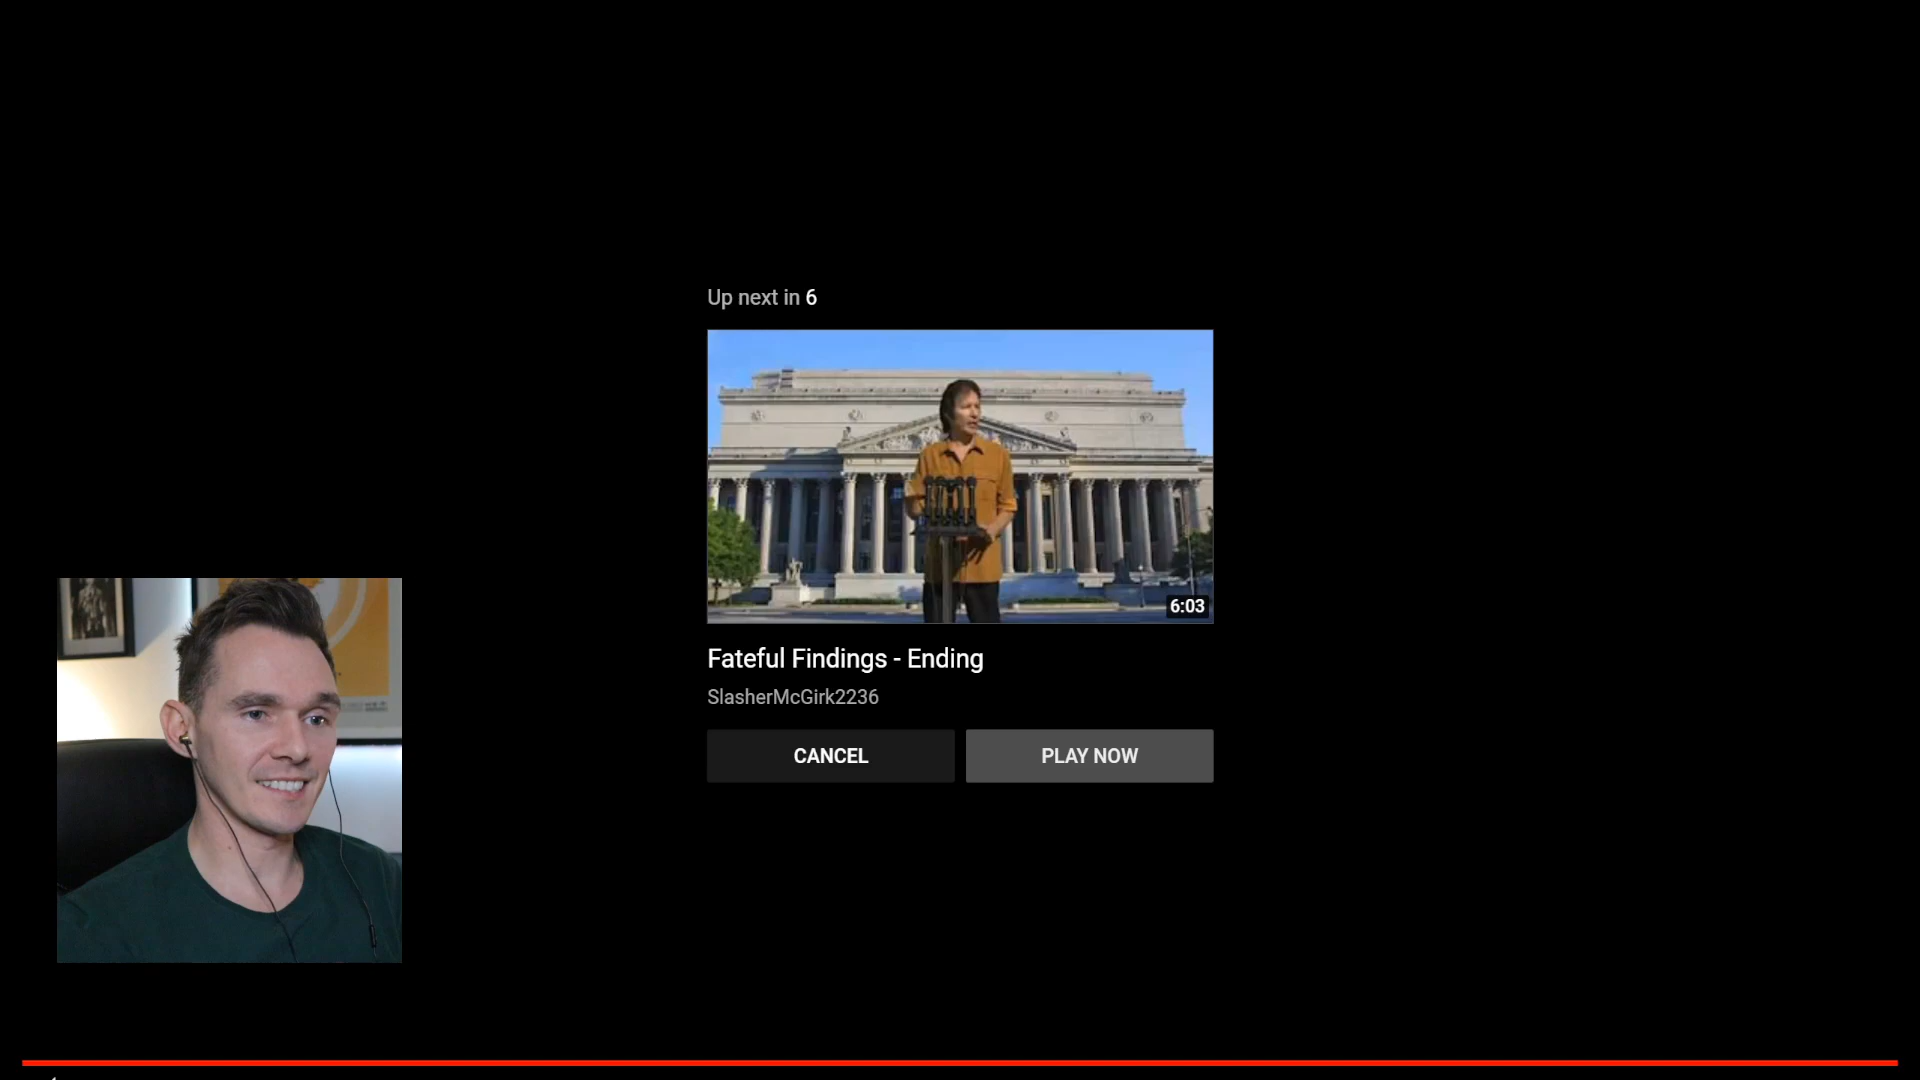 Up next in 6
6:03
Fateful Findings - Ending
SlasherMcGirk2236
CANCEL
PLAY NOW